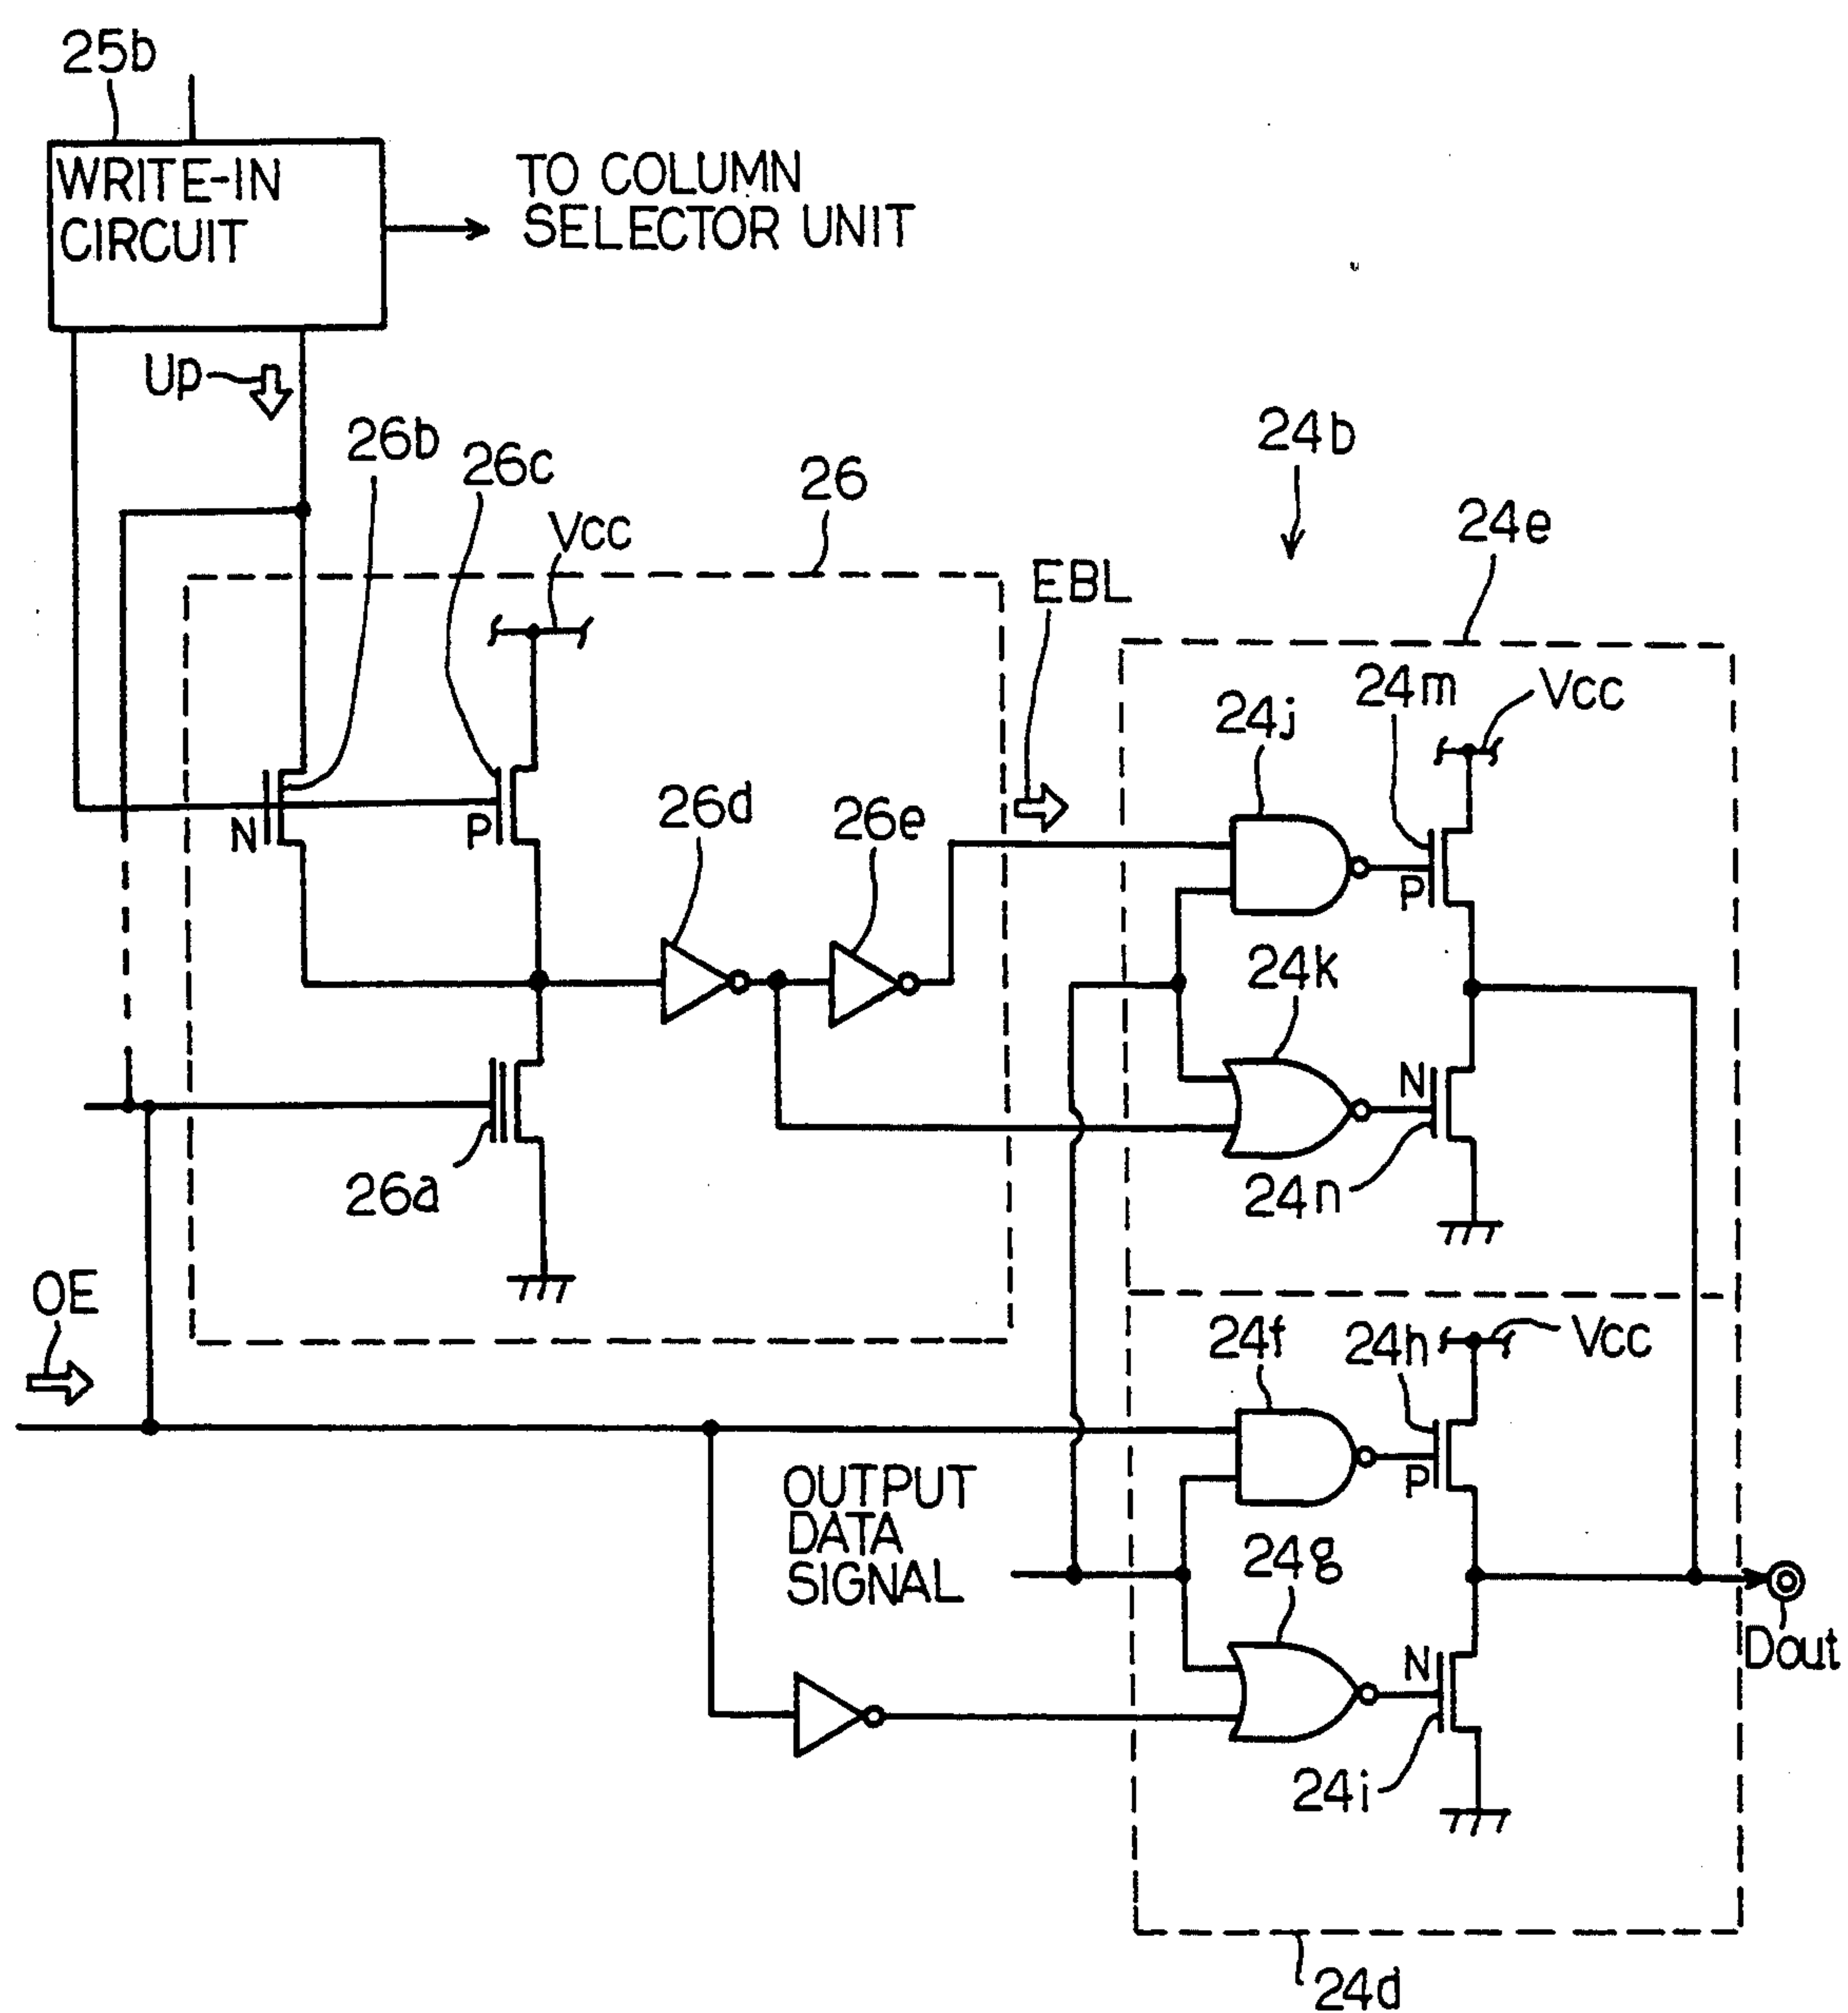 25b
WRITE-IN
CIRCUIT
TO COLUMN
SELECTOR UNIT
Up
26b
26c
26
Vcc
24b
24e
EBL
24m
Vcc
24j
N
P
26d
26e
P
24k
N
26a
24n
OE
24f
24h
Vcc
P
OUTPUT
DATA
SIGNAL
24g
N
Dout
24i
24d